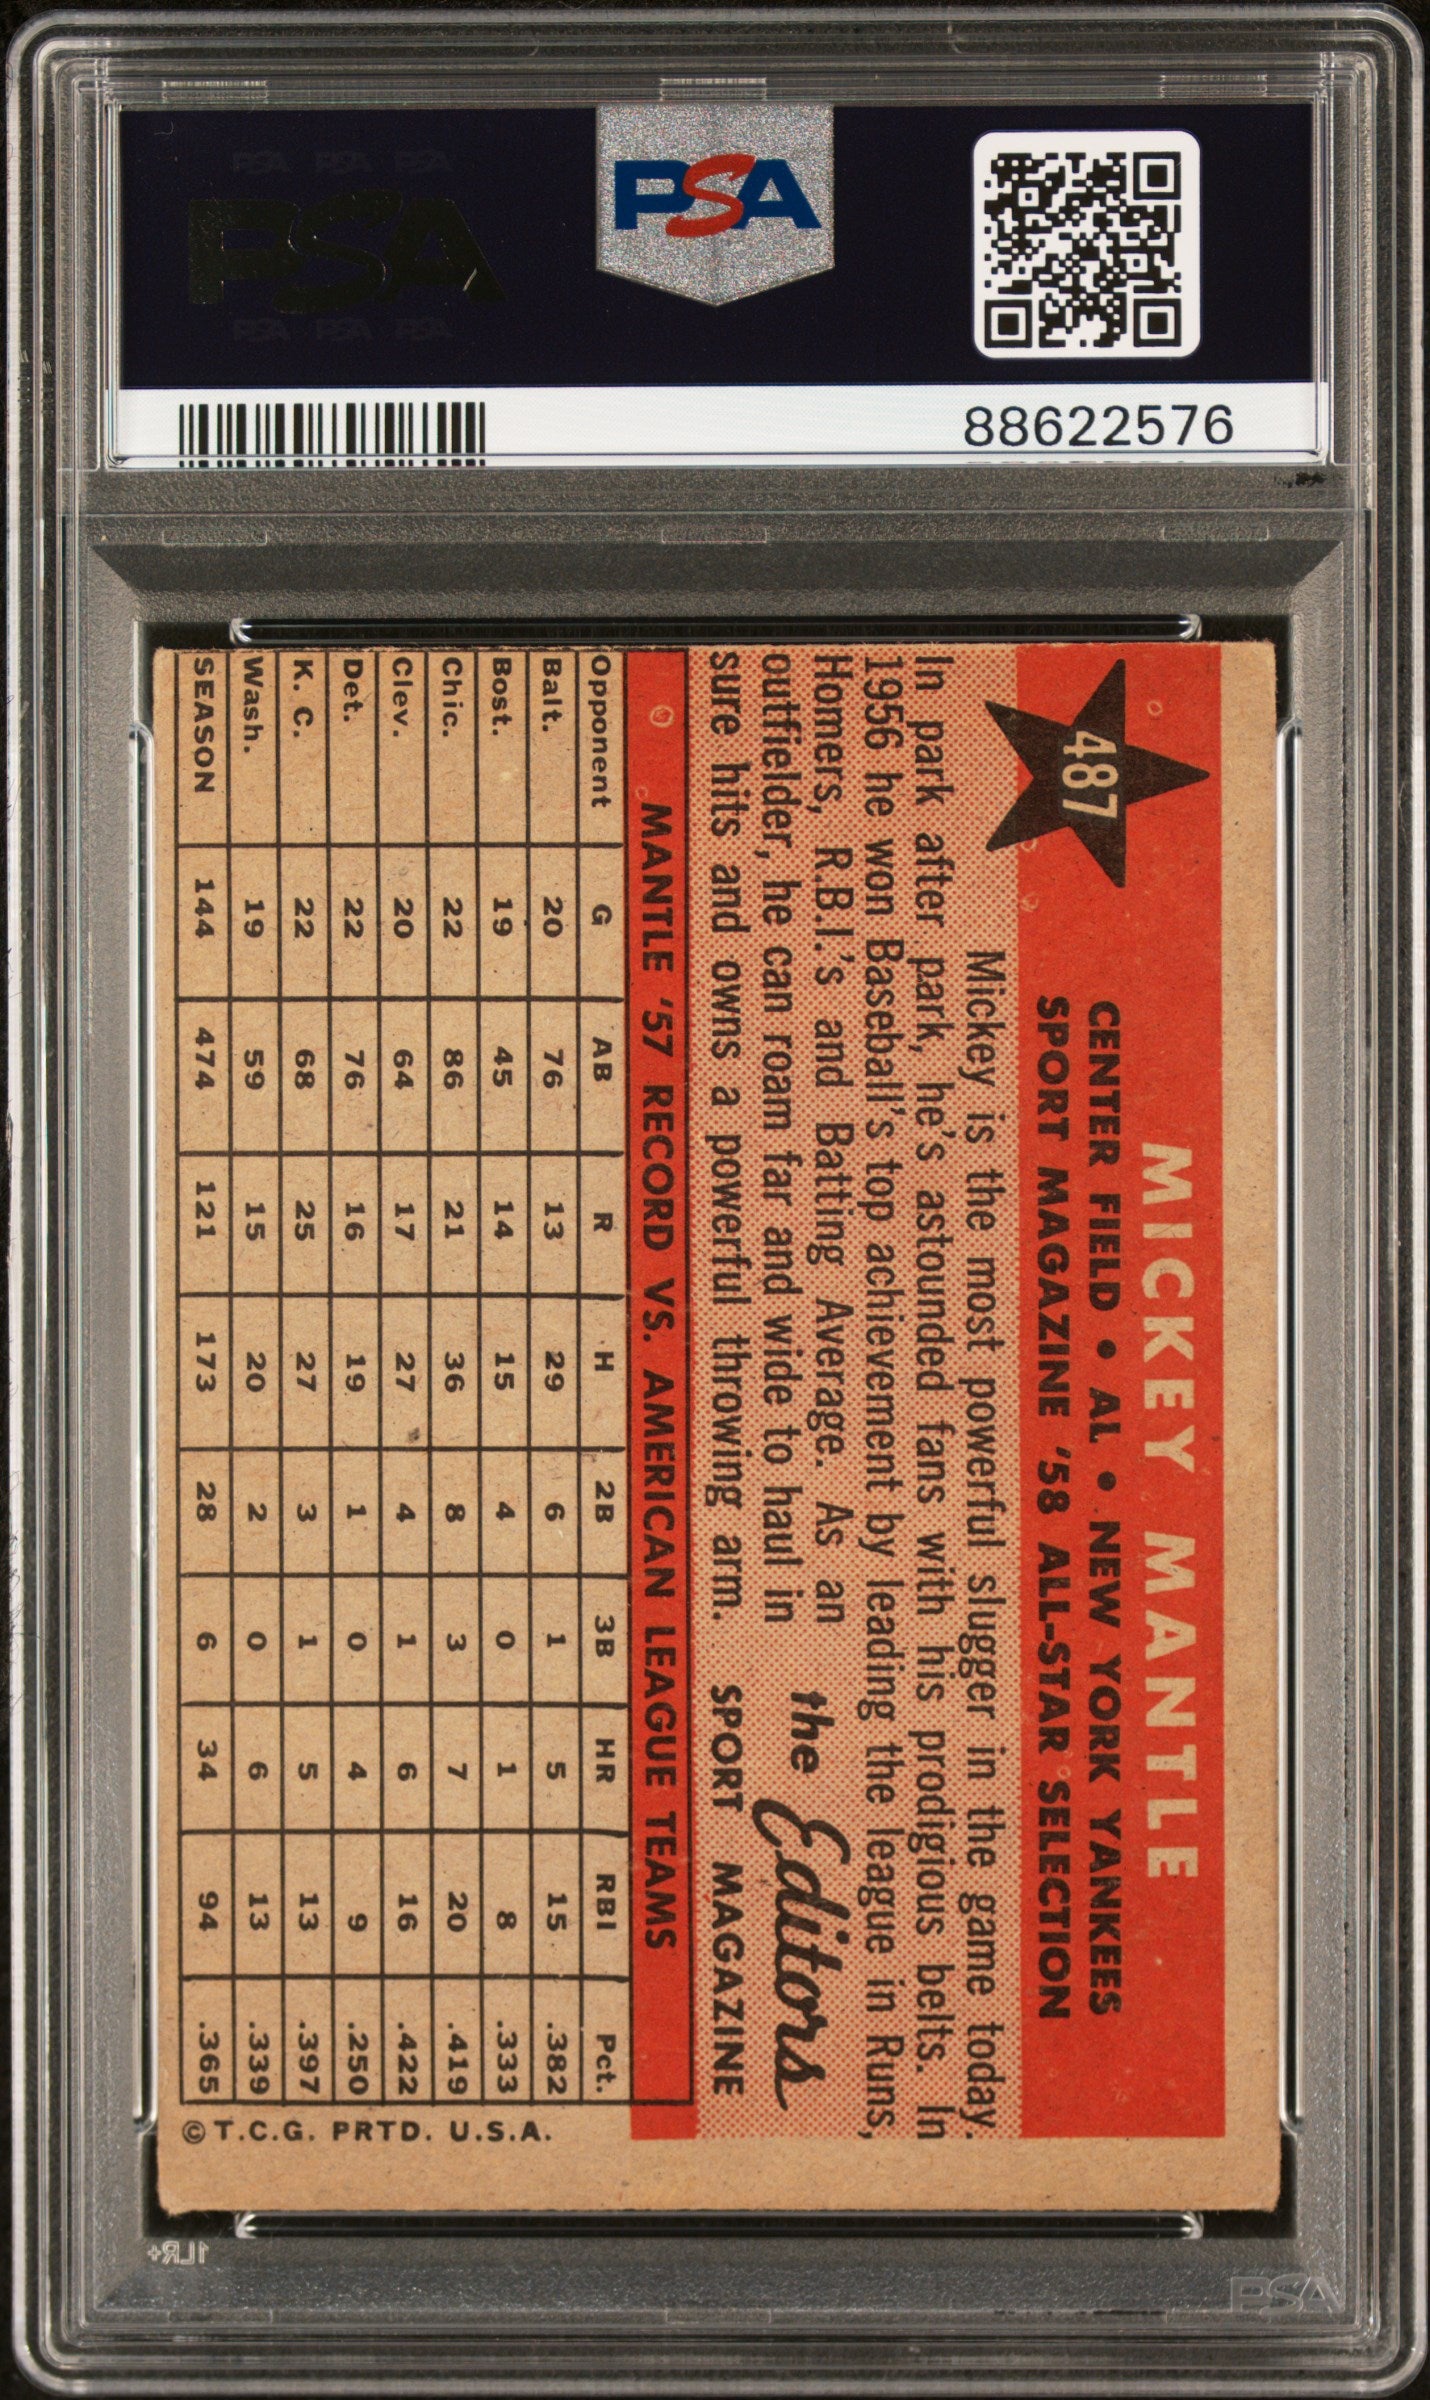 PSA PSA PSA
PSA
PSA PSA PSA
PSA
88622576
487
MICKEY MANTLE
CENTER FIELD • AL • NEW YORK YANKEES
SPORT MAGAZINE '58 ALL-STAR SELECTION
Mickey is the most powerful slugger in the game today.
In park after park, he's astounded fans with his prodigious belts. In
1956 he won Baseball's top achievement by leading the league in Runs,
Homers, R.B.I.'s and Batting Average. As an
outfielder, he can roam far and wide to haul in
sure hits and owns a powerful throwing arm.
the Editors
SPORT MAGAZINE
MANTLE '57 RECORD VS. AMERICAN LEAGUE TEAMS
Opponent G AB R H 2B 3B HR RBI Pct.
Balt. 20 76 13 29 6 1 5 15 .382
Bost. 19 45 14 15 4 0 1 8 .333
Chic. 22 86 21 36 8 3 7 20 .419
Clev. 20 64 17 27 4 1 6 16 .422
Det. 22 76 16 19 1 0 4 9 .250
K. C. 22 68 25 27 3 1 5 13 .397
Wash. 19 59 15 20 2 0 6 13 .339
SEASON 144 474 121 173 28 6 34 94 .365
© T.C.G. PRTD. U.S.A.
1LR+
PSA